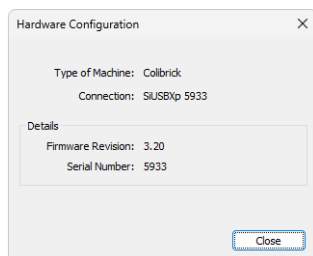 Hardware Configuration
Type of Machine: Colibrick
Connection: SiUSBXp 5933
Details
Firmware Revision: 3.20
Serial Number: 5933
Close